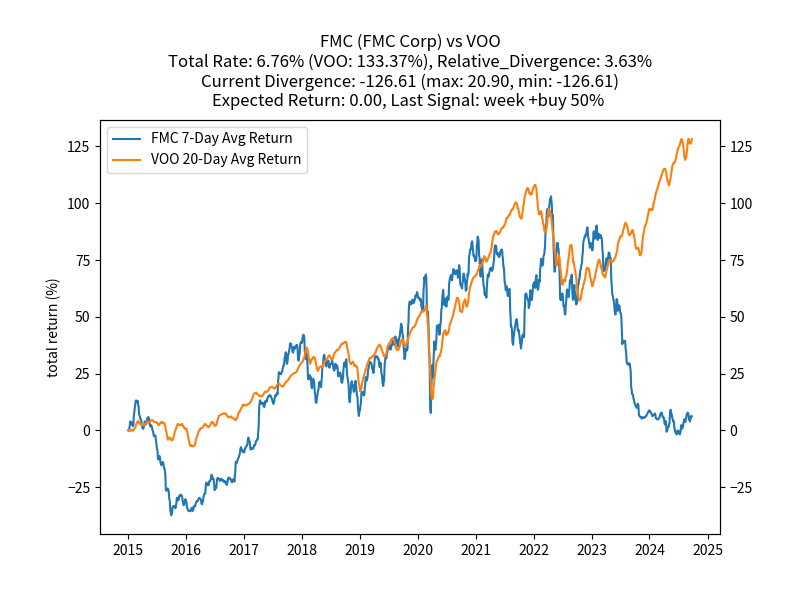 FMC (FMC Corp) vs VOO
Total Rate: 6.76% (VOO: 133.37%), Relative_Divergence: 3.63%
Current Divergence: -126.61 (max: 20.90, min: -126.61)
Expected Return: 0.00, Last Signal: week +buy 50%
FMC 7-Day Avg Return
VOO 20-Day Avg Return
total return (%)
125 125
100 100
75 75
50 50
25 25
0 0
−25 −25
2015 2016 2017 2018 2019 2020 2021 2022 2023 2024 2025